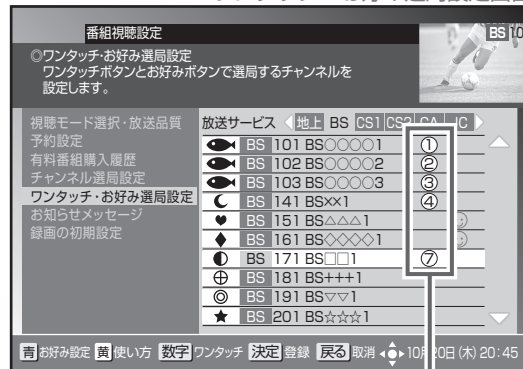 番組視聴設定
BS 10
◎ワンタッチ・お好み選局設定
ワンタッチボタンとお好みボタンで選局するチャンネルを
設定します。
視聴モード選択・放送品質
予約設定
有料番組購入履歴
チャンネル選局設定
ワンタッチ・お好み選局設定
お知らせメッセージ
録画の初期設定
放送サービス 地上 BS CS1 CS2 CA
BS 101 BS○○○○1 ①
BS 102 BS○○○○2 ②
BS 103 BS○○○○3 ③
BS 141 BS××1 ④
BS 151 BS△△△1
BS 161 BS◇◇◇◇1
BS 171 BS□□1 ⑦
BS 181 BS+++1
BS 191 BS▽▽1
BS 201 BS☆☆☆1
青 お好み設定 黄 使い方 数字 ワンタッチ 決定 登録 戻る 取消 10月20日(木) 20:45